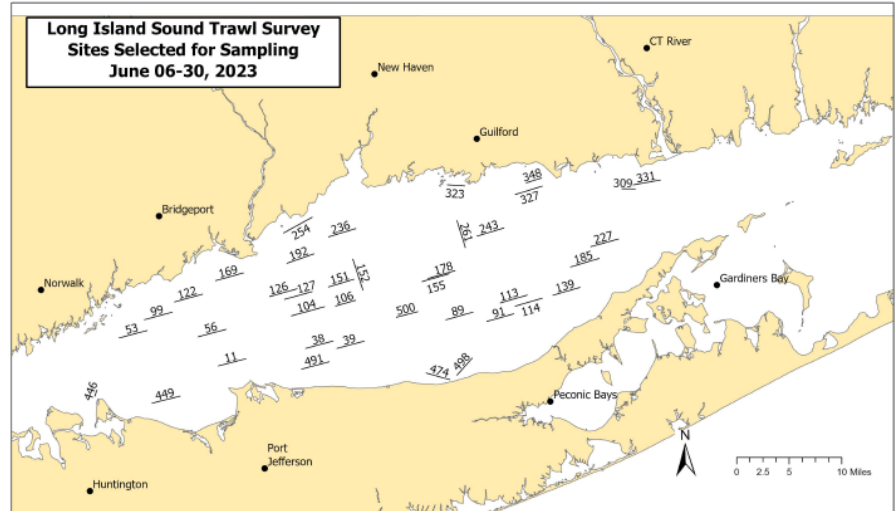 Long Island Sound Trawl Survey
Sites Selected for Sampling
June 06-30, 2023
CT River
New Haven
Guilford
348
331
309
323
327
Bridgeport
254
236
261
243
227
192
185
169
178
152
151
155
Norwalk
Gardiners Bay
126
127
122
139
113
106
104
99
500
89
91
114
53
56
38
39
11
491
474
498
446
449
Peconic Bays
N
Port
Jefferson
Huntington
0 2.5 5 10 Miles